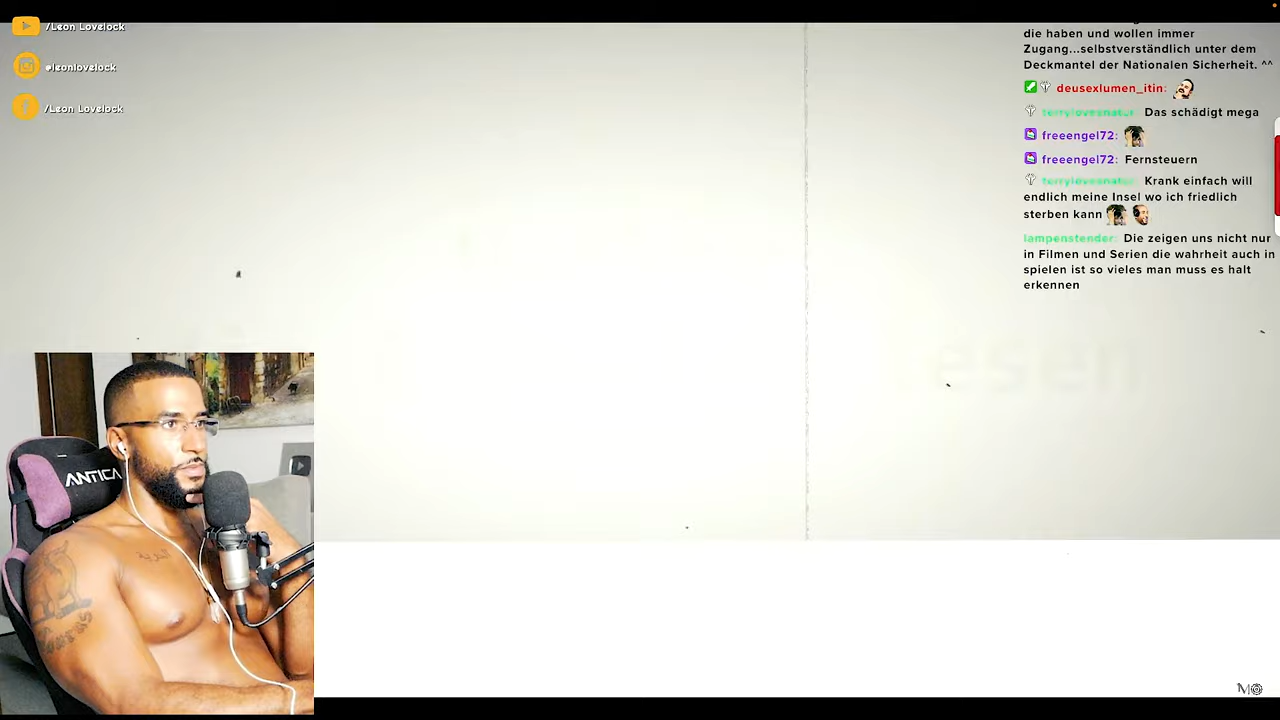 /Leon Lovelock
@leonlovelock
/Leon Lovelock
die haben und wollen immer
Zugang...selbstverständlich unter dem
Deckmantel der Nationalen Sicherheit. ^^
deusexlumen_itin:
terrylovesnatur: Das schädigt mega
freeengel72:
freeengel72: Fernsteuern
terrylovesnatur: Krank einfach will
endlich meine Insel wo ich friedlich
sterben kann
lampenstender: Die zeigen uns nicht nur
in Filmen und Serien die wahrheit auch in
spielen ist so vieles man muss es halt
erkennen
ANTICA